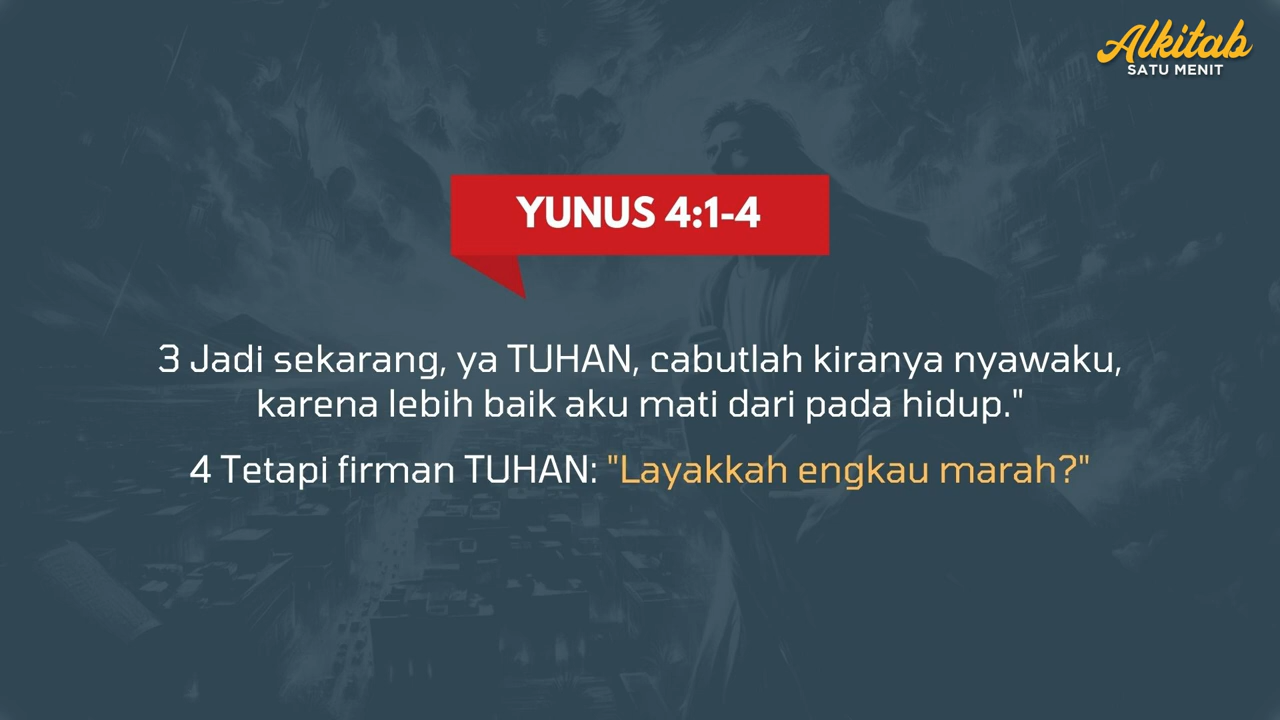 Alkitab
SATU MENIT
YUNUS 4:1-4
3 Jadi sekarang, ya TUHAN, cabutlah kiranya nyawaku,
karena lebih baik aku mati dari pada hidup."
4 Tetapi firman TUHAN: "Layakkah engkau marah?"